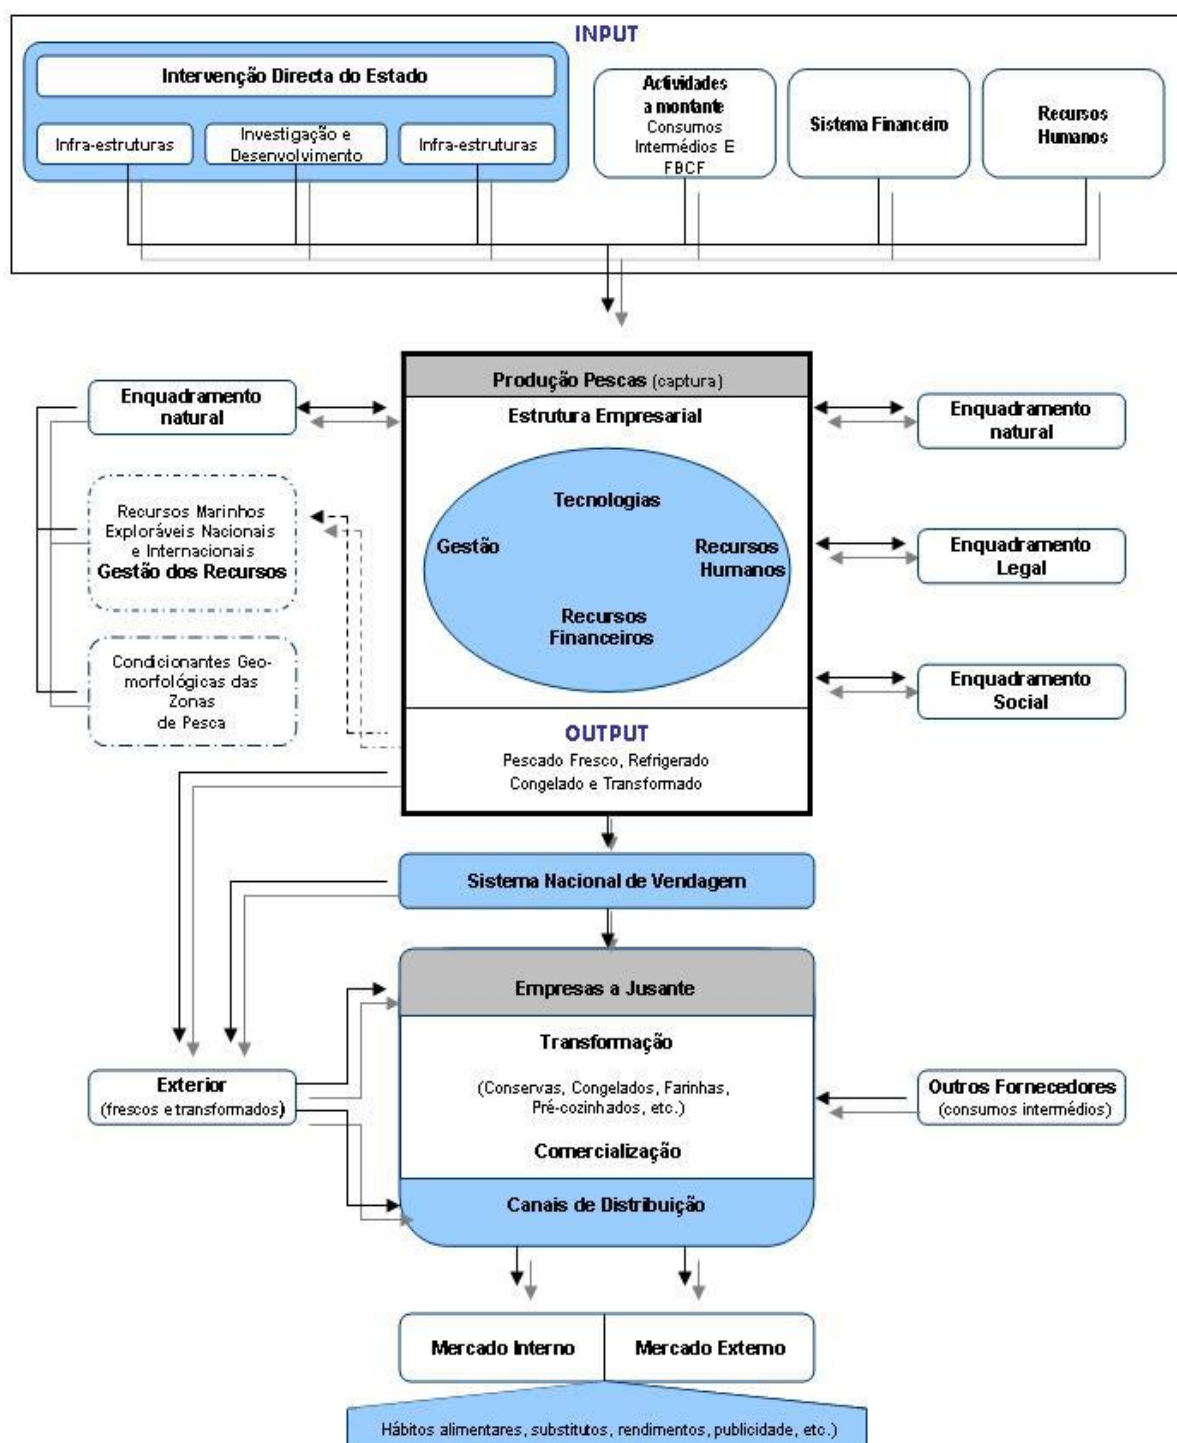 INPUT
Intervenção Directa do Estado
Infra-estruturas
Investigação e
Desenvolvimento
Infra-estruturas
Actividades
a montante
Consumos
Intermédios E
FBCF
Sistema Financeiro
Recursos
Humanos
Produção Pescas (captura)
Estrutura Empresarial
Tecnologias
Gestão
Recursos
Humanos
Recursos
Financeiros
OUTPUT
Pescado Fresco, Refrigerado
Congelado e Transformado
Enquadramento
natural
Recursos Marinhos
Exploráveis Nacionais
e Internacionais
Gestão dos Recursos
Condicionantes Geo-
morfológicas das
Zonas
de Pesca
Enquadramento
natural
Enquadramento
Legal
Enquadramento
Social
Sistema Nacional de Vendagem
Empresas a Jusante
Transformação
(Conservas, Congelados, Farinhas,
Pré-cozinhados, etc.)
Comercialização
Canais de Distribuição
Exterior
(frescos e transformados)
Outros Fornecedores
(consumos intermédios)
Mercado Interno
Mercado Externo
Hábitos alimentares, substitutos, rendimentos, publicidade, etc.)